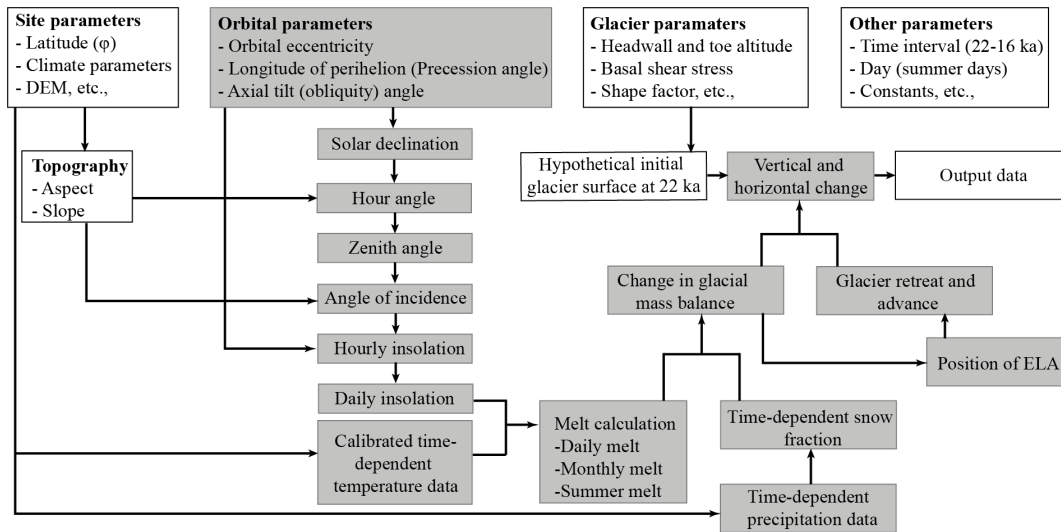 Site parameters
- Latitude (φ)
- Climate parameters
- DEM, etc.,
Orbital parameters
- Orbital eccentricity
- Longitude of perihelion (Precession angle)
- Axial tilt (obliquity) angle
Glacier paramaters
- Headwall and toe altitude
- Basal shear stress
- Shape factor, etc.,
Other parameters
- Time interval (22-16 ka)
- Day (summer days)
- Constants, etc.,
Topography
- Aspect
- Slope
Solar declination
Hour angle
Zenith angle
Angle of incidence
Hourly insolation
Daily insolation
Calibrated time-
dependent
temperature data
Hypothetical initial
glacier surface at 22 ka
Vertical and
horizontal change
Output data
Change in glacial
mass balance
Glacier retreat and
advance
Position of ELA
Melt calculation
-Daily melt
-Monthly melt
-Summer melt
Time-dependent snow
fraction
Time-dependent
precipitation data